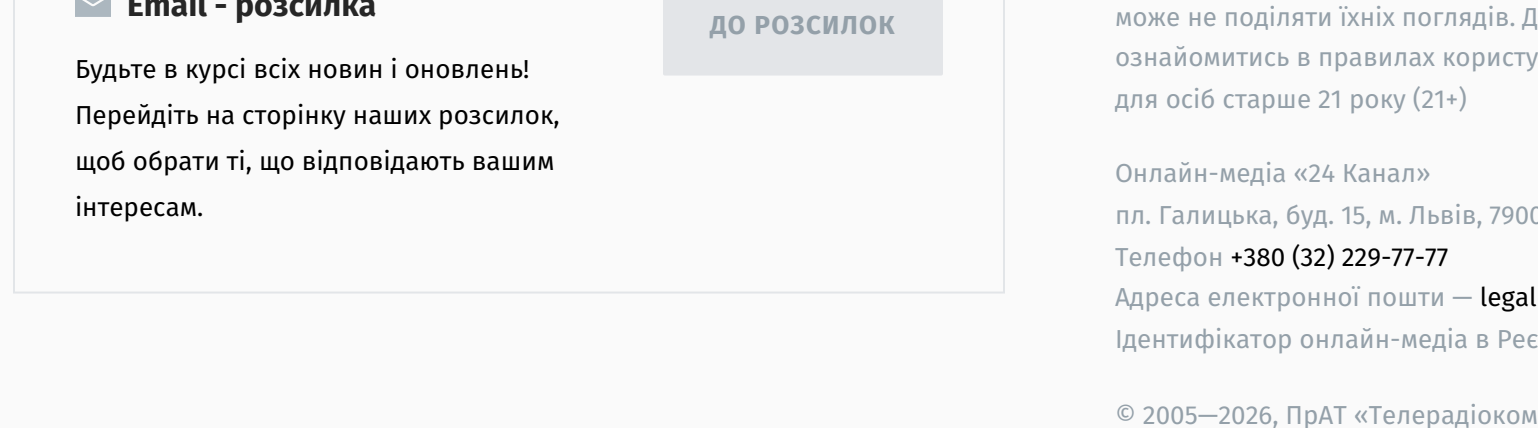 Email - розсилка
Будьте в курсі всіх новин і оновлень!
Перейдіть на сторінку наших розсилок,
щоб обрати ті, що відповідають вашим
інтересам.
ДО РОЗСИЛОК
може не поділяти їхніх поглядів.
ознайомитись в правилах
для осіб старше 21 року (21+)
Онлайн-медіа «24 Канал»
пл. Галицька, буд. 15, м. Львів,
Телефон +380 (32) 229-77-77
Адреса електронної пошти — legal
Ідентифікатор онлайн-медіа в
© 2005—2026, ПрАТ